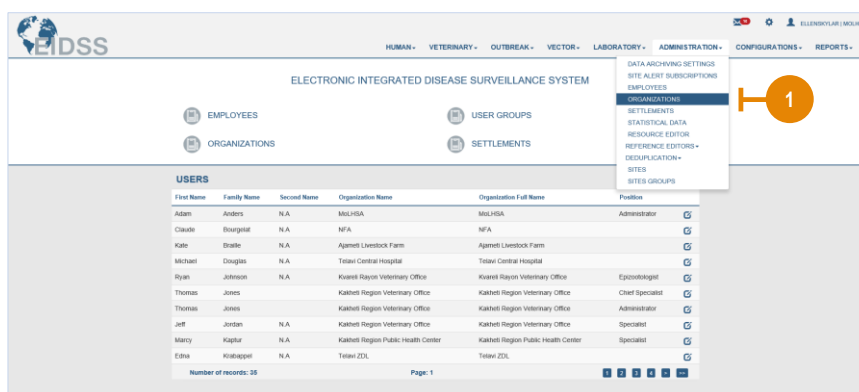 EIDSS
10
ELLENSKYLAR | MOLH
HUMAN VETERINARY OUTBREAK VECTOR LABORATORY ADMINISTRATION CONFIGURATIONS REPORTS
DATA ARCHIVING SETTINGS
SITE ALERT SUBSCRIPTIONS
EMPLOYEES
ORGANIZATIONS
SETTLEMENTS
STATISTICAL DATA
RESOURCE EDITOR
REFERENCE EDITORS
DEDUPLICATION
SITES
SITES GROUPS
1
ELECTRONIC INTEGRATED DISEASE SURVEILLANCE SYSTEM
EMPLOYEES USER GROUPS
ORGANIZATIONS SETTLEMENTS
USERS
First Name Family Name Second Name Organization Name Organization Full Name Position
Adam Anders N.A MoLHSA MoLHSA Administrator
Claude Bourgelat N.A NFA NFA
Kate Braille N.A Ajameti Livestock Farm Ajameti Livestock Farm
Michael Douglas N.A Telavi Central Hospital Telavi Central Hospital
Ryan Johnson N.A Kvareli Rayon Veterinary Office Kvareli Rayon Veterinary Office Epizootologist
Thomas Jones Kakheti Region Veterinary Office Kakheti Region Veterinary Office Chief Specialist
Thomas Jones Kakheti Region Veterinary Office Kakheti Region Veterinary Office Administrator
Jeff Jordan N.A Kakheti Region Veterinary Office Kakheti Region Veterinary Office Specialist
Marcy Kaptur N.A Kakheti Region Public Health Center Kakheti Region Public Health Center Specialist
Edna Krabappel N.A Telavi ZDL Telavi ZDL
Number of records: 35 Page: 1 1 2 3 4 > >>